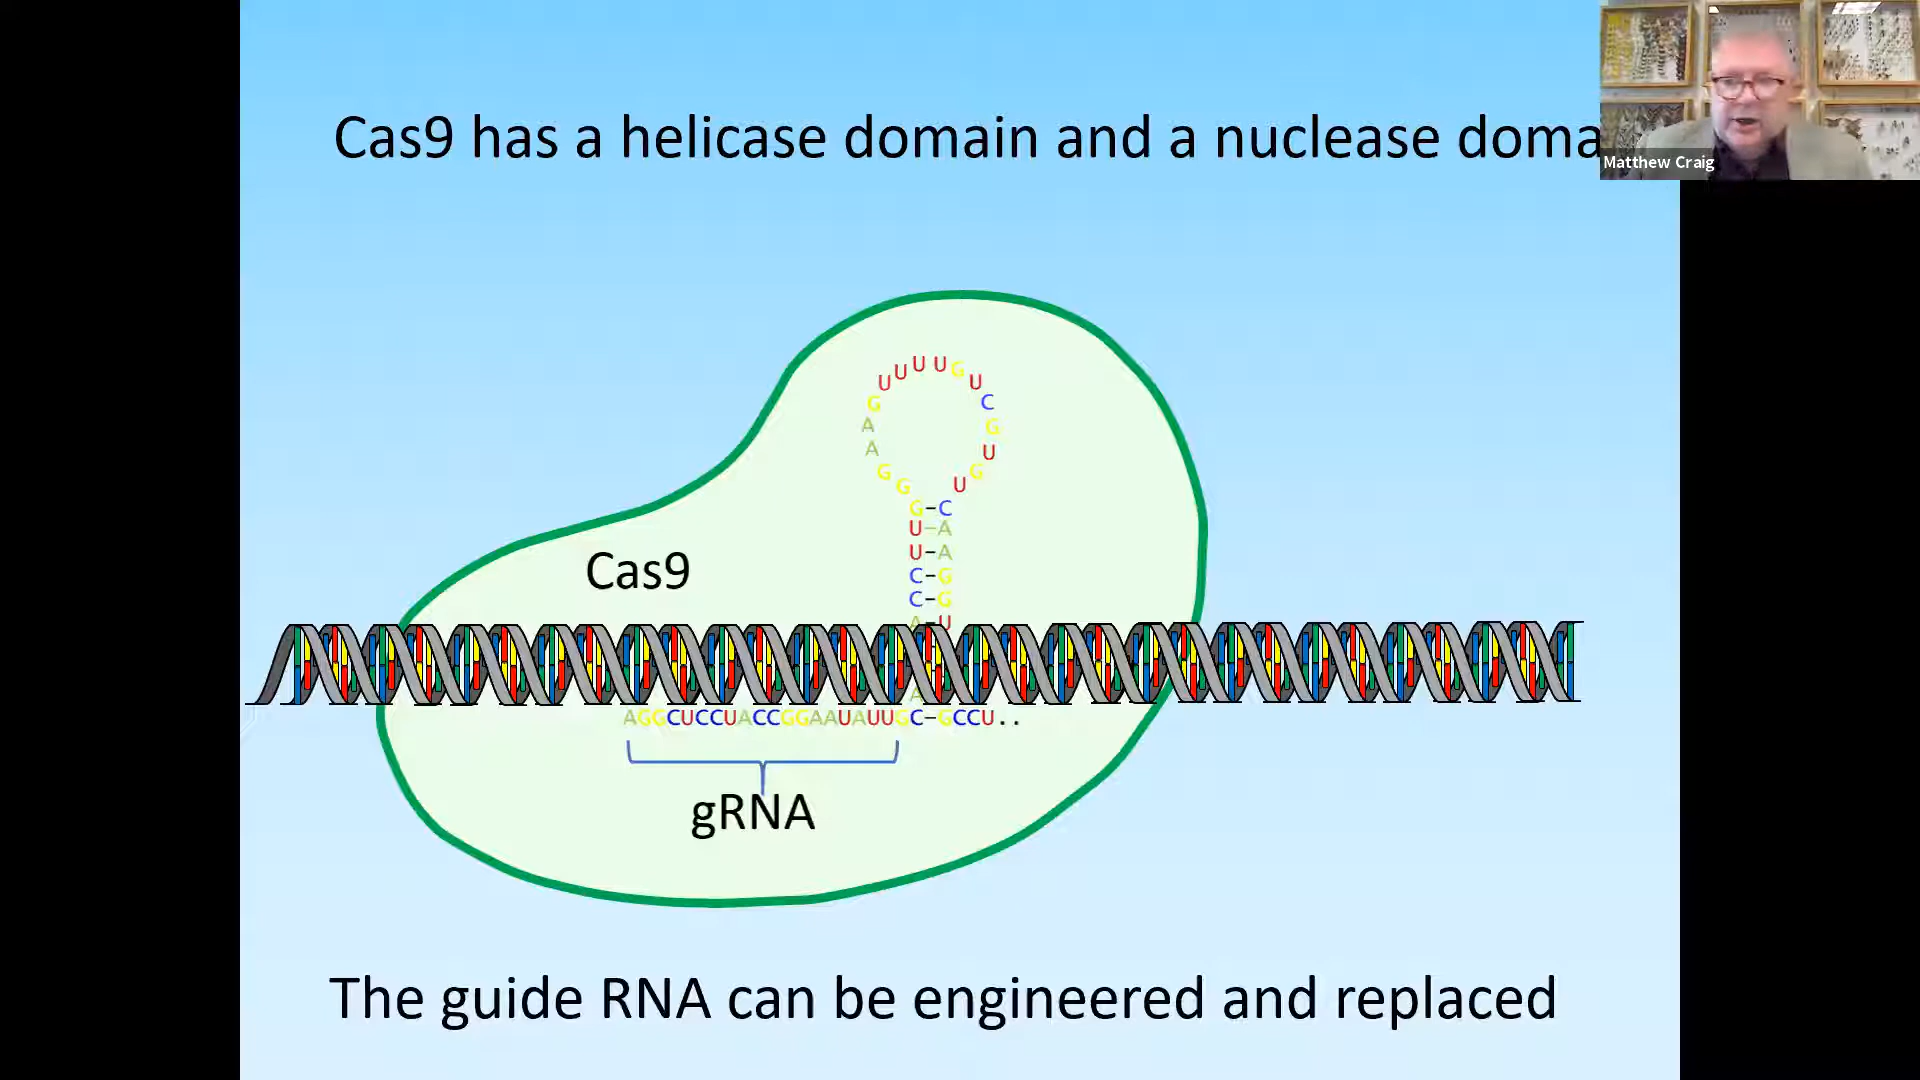 Cas9 has a helicase domain and a nuclease doma
Matthew Craig
U U U U G U
G C
A G
A U
G G
G U
G-C
U-A
Cas9
U-A
C-G
C-G
A-U
A
AGGCUCCUACCGGAAUAUUGC-GCCU..
gRNA
The guide RNA can be engineered and replaced